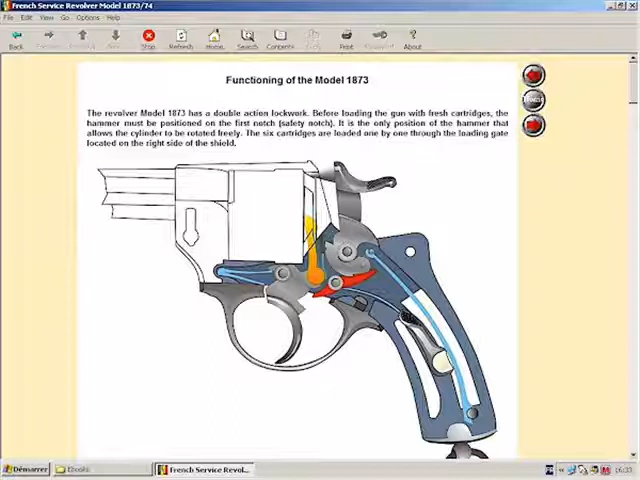 French Service Revolver Model 1873/74
File Edit View Go Options Help
Back Stop Refresh Home Search Contents Print About
Functioning of the Model 1873
The revolver Model 1873 has a double action lockwork. Before loading the gun with fresh cartridges, the
hammer must be positioned on the first notch (safety notch). It is the only position of the hammer that
allows the cylinder to be rotated freely. The six cartridges are loaded one by one through the loading gate
located on the right side of the shield.
Démarrer Ebooks French Service Revol... FR 16:33